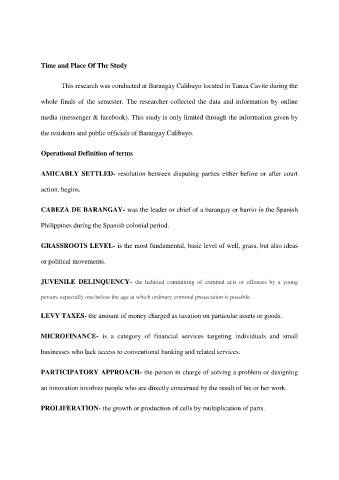 Time and Place Of The Study
This research was conducted at Barangay Calibuyo located in Tanza Cavite during the
whole finals of the semester. The researcher collected the data and information by online
media (messenger & facebook). This study is only limited through the information given by
the residents and public officials of Barangay Calibuyo.
Operational Definition of terms
AMICABLY SETTLED- resolution between disputing parties either before or after court
action. begins.
CABEZA DE BARANGAY- was the leader or chief of a barangay or barrio in the Spanish
Philippines during the Spanish colonial period.
GRASSROOTS LEVEL- is the most fundamental, basic level of well, grass, but also ideas
or political movements.
JUVENILE DELINQUENCY- the habitual committing of criminal acts or offenses by a young
person, especially one below the age at which ordinary criminal prosecution is possible.
LEVY TAXES- the amount of money charged as taxation on particular assets or goods.
MICROFINANCE- is a category of financial services targeting individuals and small
businesses who lack access to conventional banking and related services.
PARTICIPATORY APPROACH- the person in charge of solving a problem or designing
an innovation involves people who are directly concerned by the result of his or her work.
PROLIFERATION- the growth or production of cells by multiplication of parts.